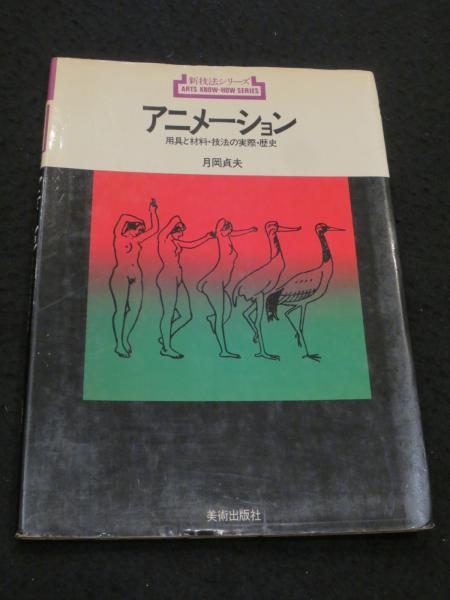 新技法シリーズ
ARTS KNOW-HOW SERIES
アニメーション
用具と材料・技法の実際・歴史
月岡貞夫
美術出版社